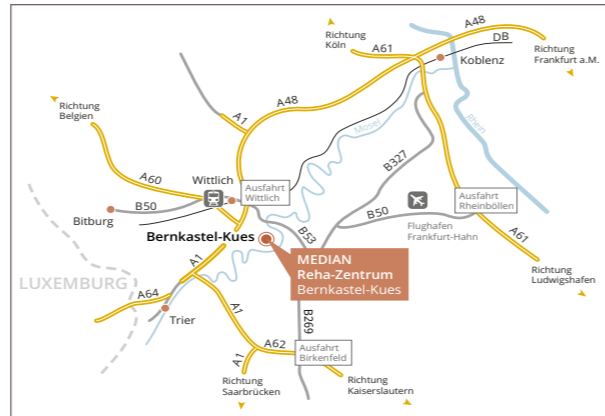 A48
DB
Richtung
Köln
A61
Koblenz
Richtung
Frankfurt a.M.
A48
Richtung
Belgien
A1
Mosel
Rhein
B327
A60
Wittlich
Ausfahrt
Wittlich
B50
Bitburg
B53
B50
Ausfahrt
Rheinböllen
Flughafen
Frankfurt-Hahn
A61
Bernkastel-Kues
MEDIAN
Reha-Zentrum
Bernkastel-Kues
Richtung
Ludwigshafen
LUXEMBURG
A1
A64
Trier
A1
B269
A62
Ausfahrt
Birkenfeld
A1
Richtung
Saarbrücken
Richtung
Kaiserslautern